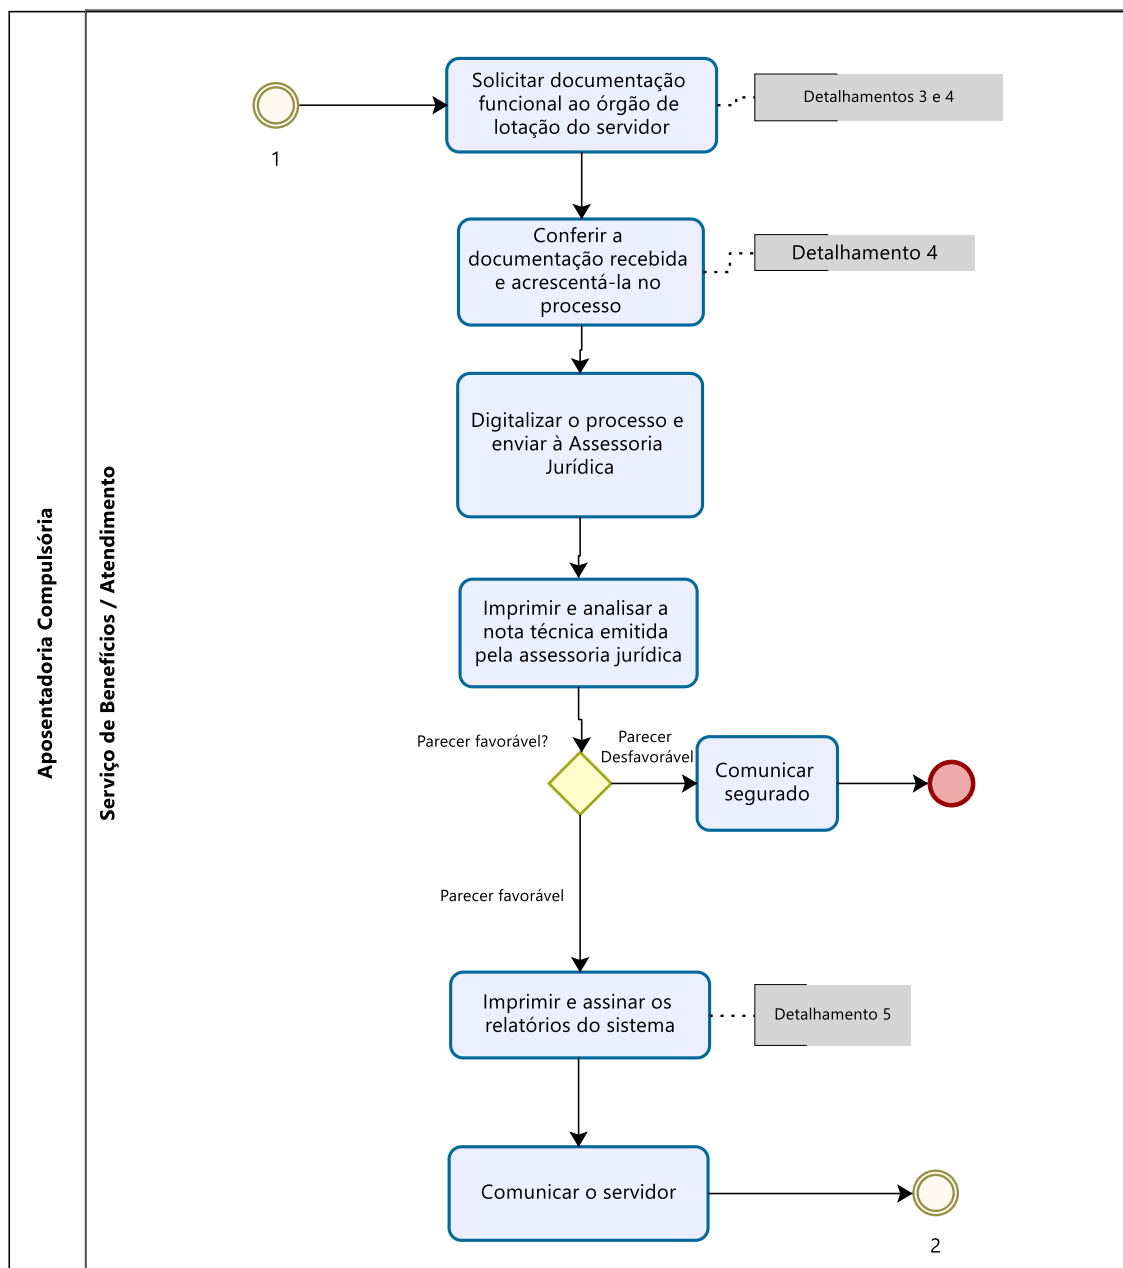 Aposentadoria Compulsória
Serviço de Benefícios / Atendimento
1
Solicitar documentação
funcional ao órgão de
lotação do servidor
Detalhamentos 3 e 4
Conferir a
documentação recebida
e acrescentá-la no
processo
Detalhamento 4
Digitalizar o processo e
enviar à Assessoria
Jurídica
Imprimir e analisar a
nota técnica emitida
pela assessoria jurídica
Parecer favorável?
Parecer
Desfavorável
Comunicar
segurado
Parecer favorável
Imprimir e assinar os
relatórios do sistema
Detalhamento 5
Comunicar o servidor
2